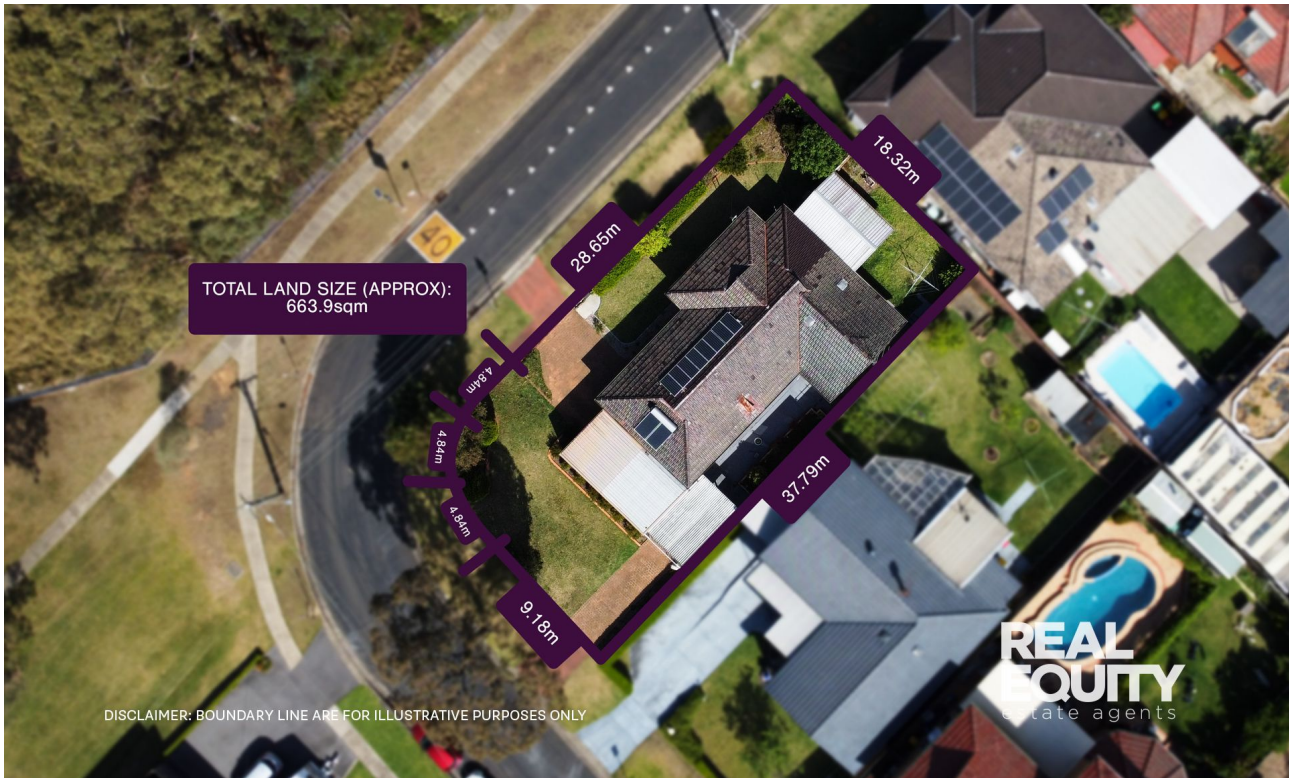 18.32m
28.65m
40
TOTAL LAND SIZE (APPROX):
663.9sqm
4.84m
4.84m
37.79m
4.84m
9.18m
REAL
EQUITY
estate agents
DISCLAIMER: BOUNDARY LINE ARE FOR ILLUSTRATIVE PURPOSES ONLY